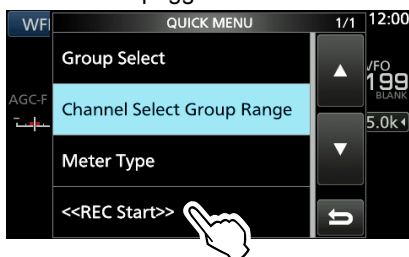 WFI
QUICK MENU
1/1
12:00
Group Select
VFO
199
BLANK
AGC-F
Channel Select Group Range
5.0k
Meter Type
<<REC Start>>